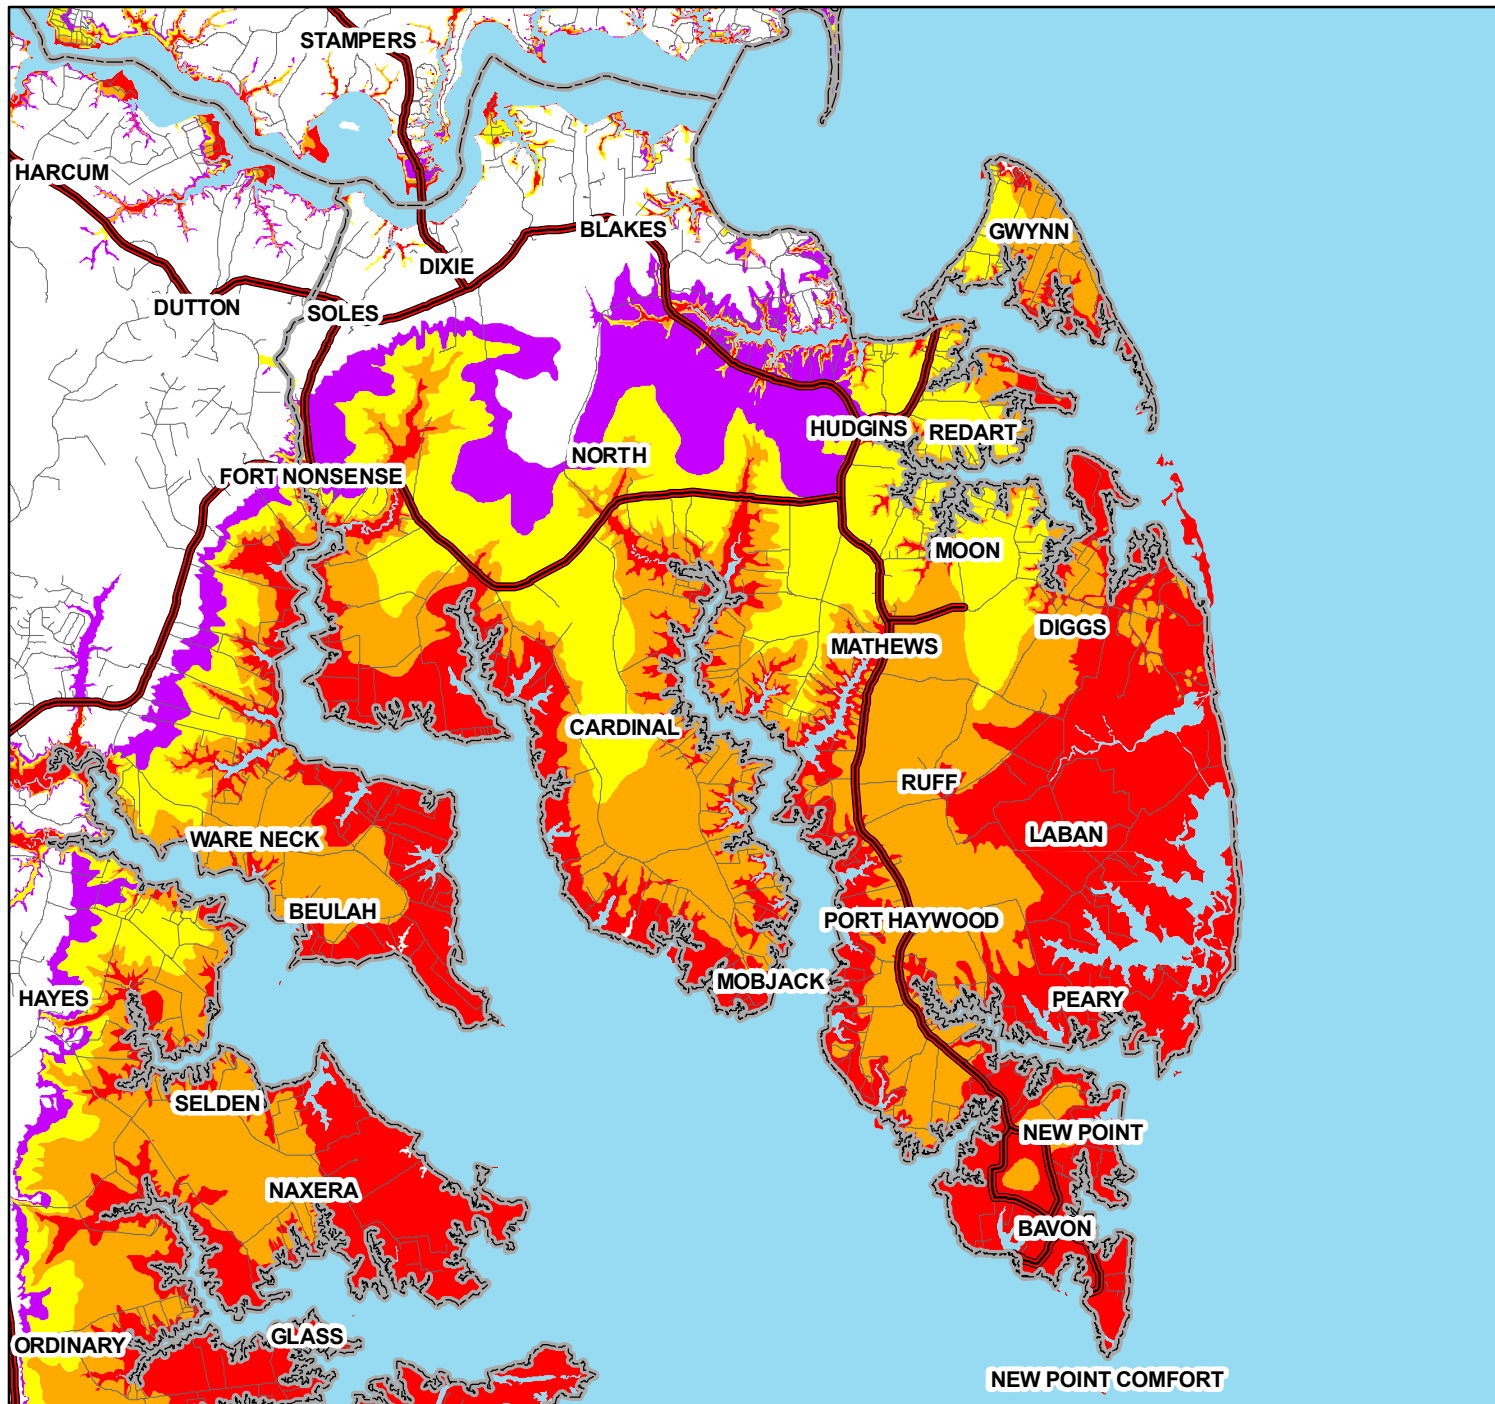 STAMPERS
HARCUM
BLAKES
GWYNN
DIXIE
DUTTON
SOLES
HUDGINS
REDART
NORTH
FORT NONSENSE
MOON
DIGGS
MATHEWS
CARDINAL
RUFF
LABAN
WARE NECK
BEULAH
PORT HAYWOOD
MOBJACK
HAYES
PEARY
SELDEN
NEW POINT
NAXERA
BAVON
GLASS
ORDINARY
NEW POINT COMFORT